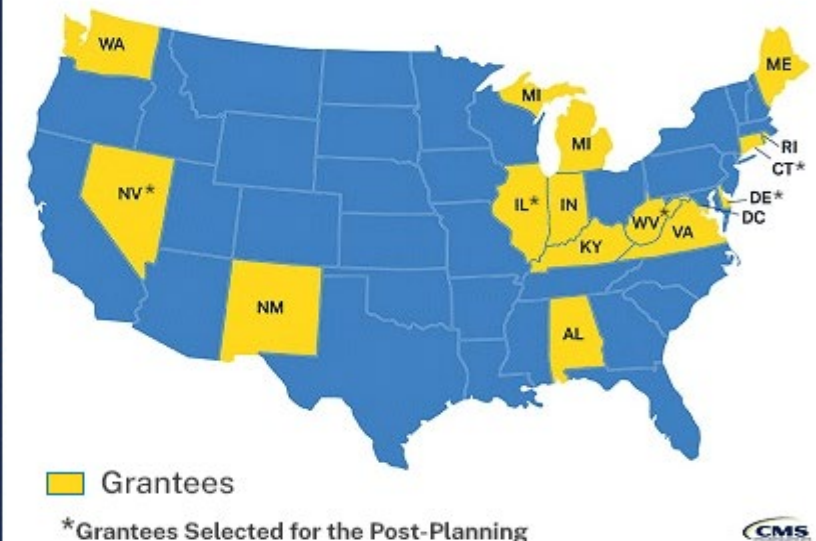 WA
ME
MI
MI
RI
CT*
NV*
IL*
IN
WV*
DE*
DC
VA
KY
NM
AL
Grantees
*Grantees Selected for the Post-Planning
CMS